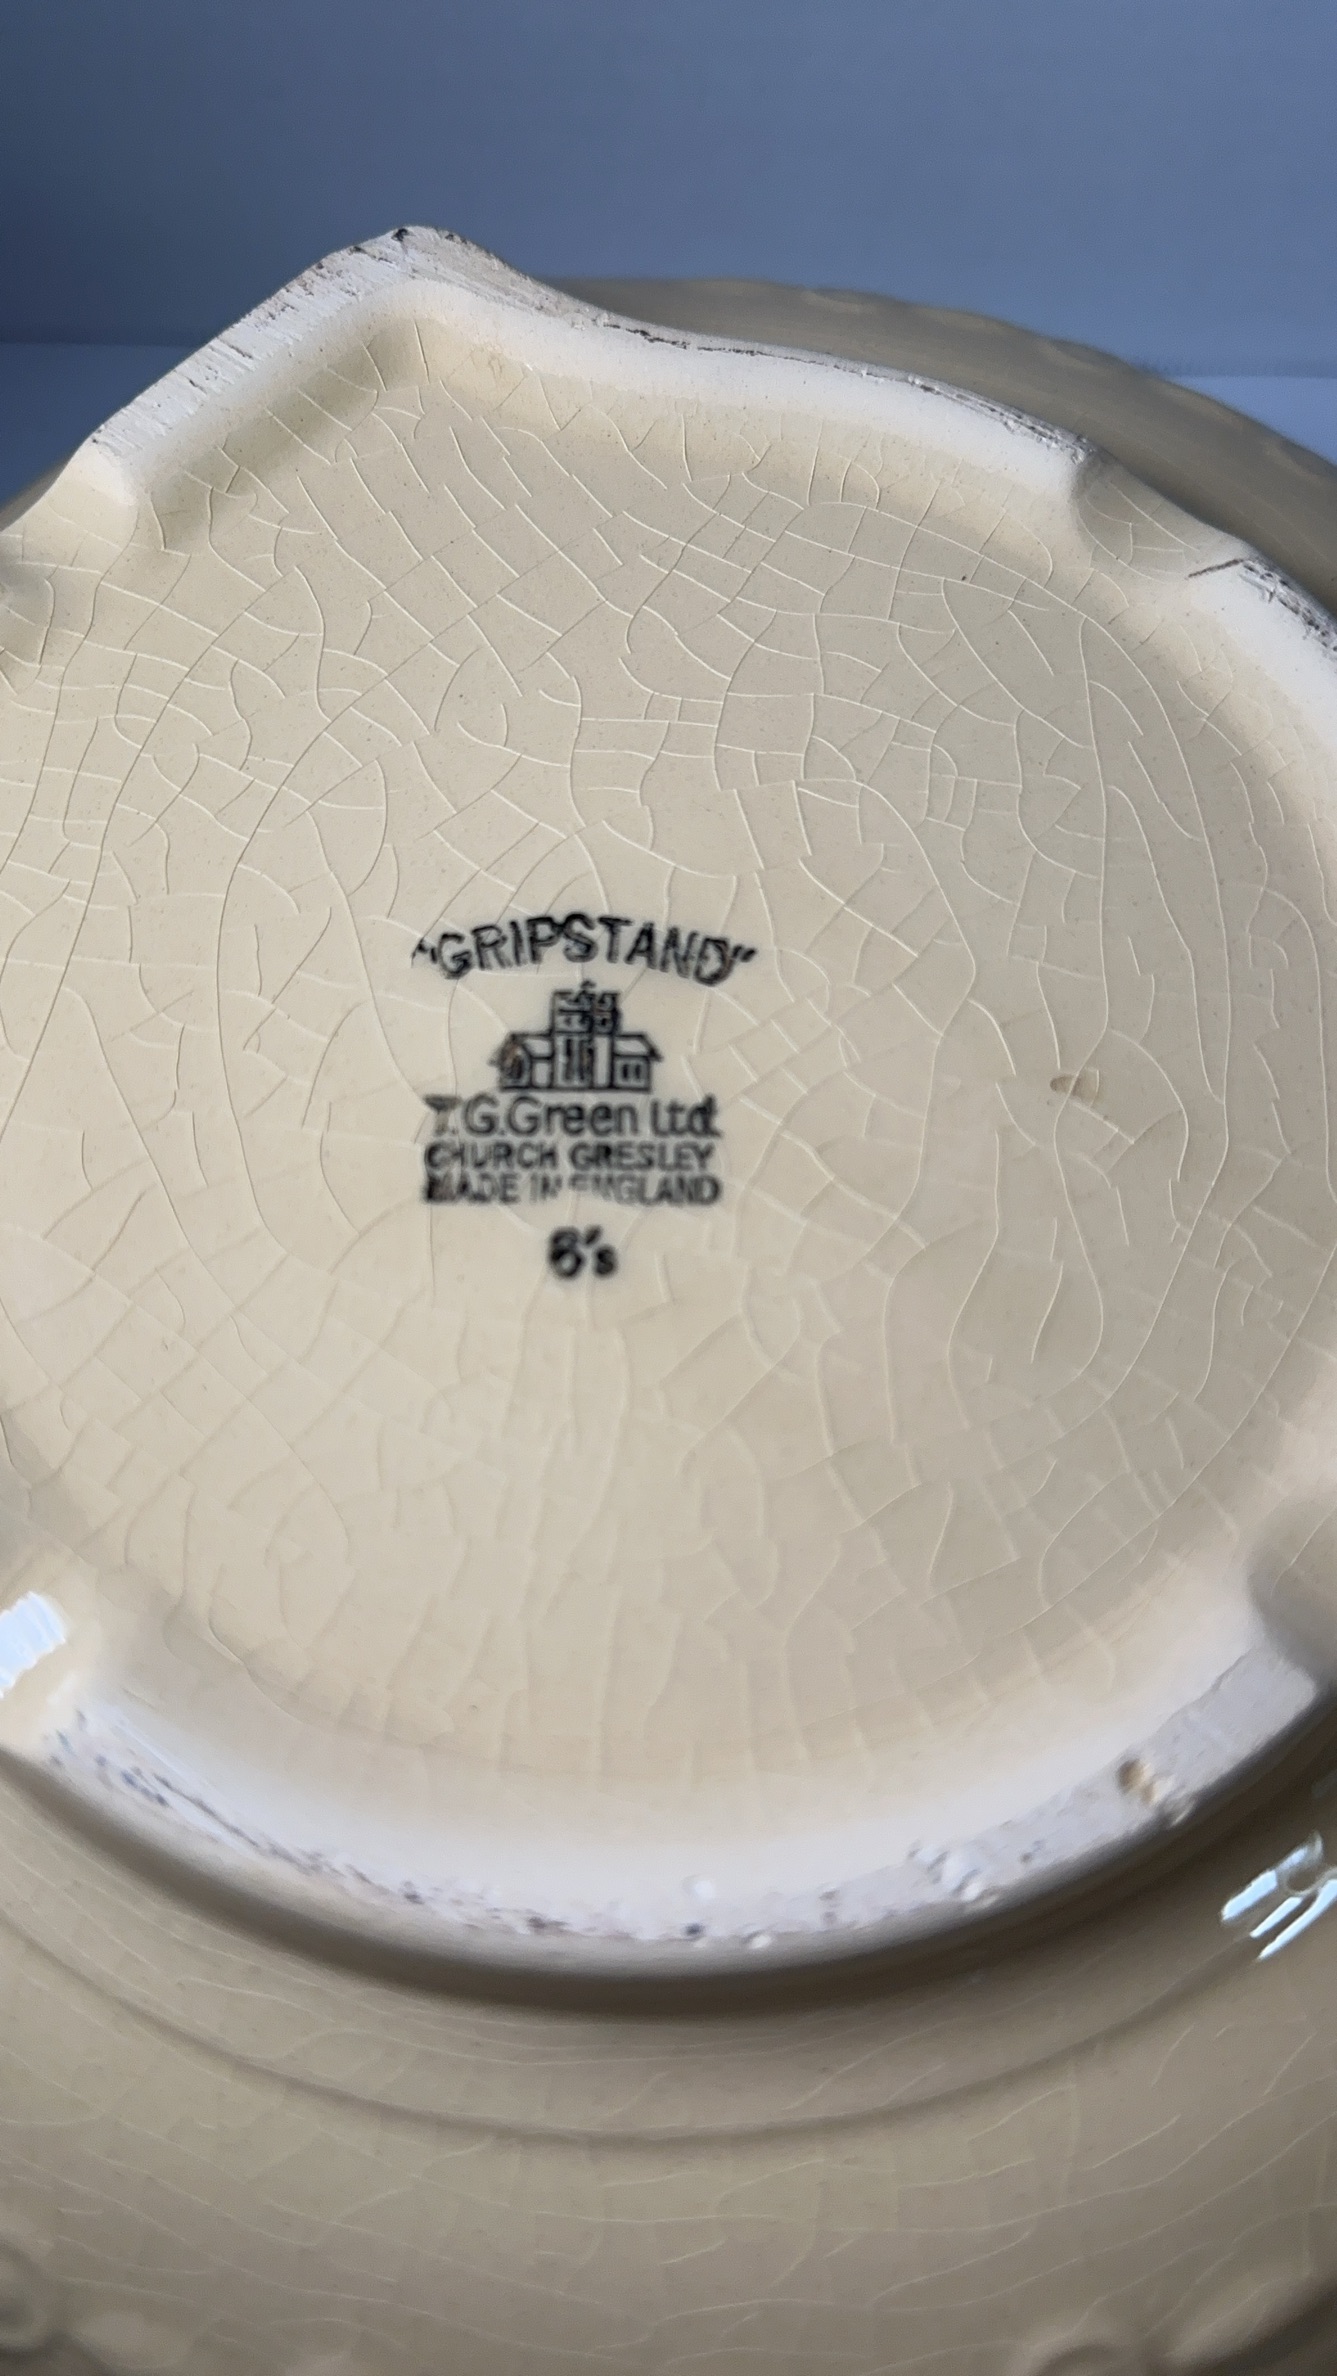 "GRIPSTAND"
T.G.Green Ltd
CHURCH GRESLEY
MADE IN ENGLAND
6's